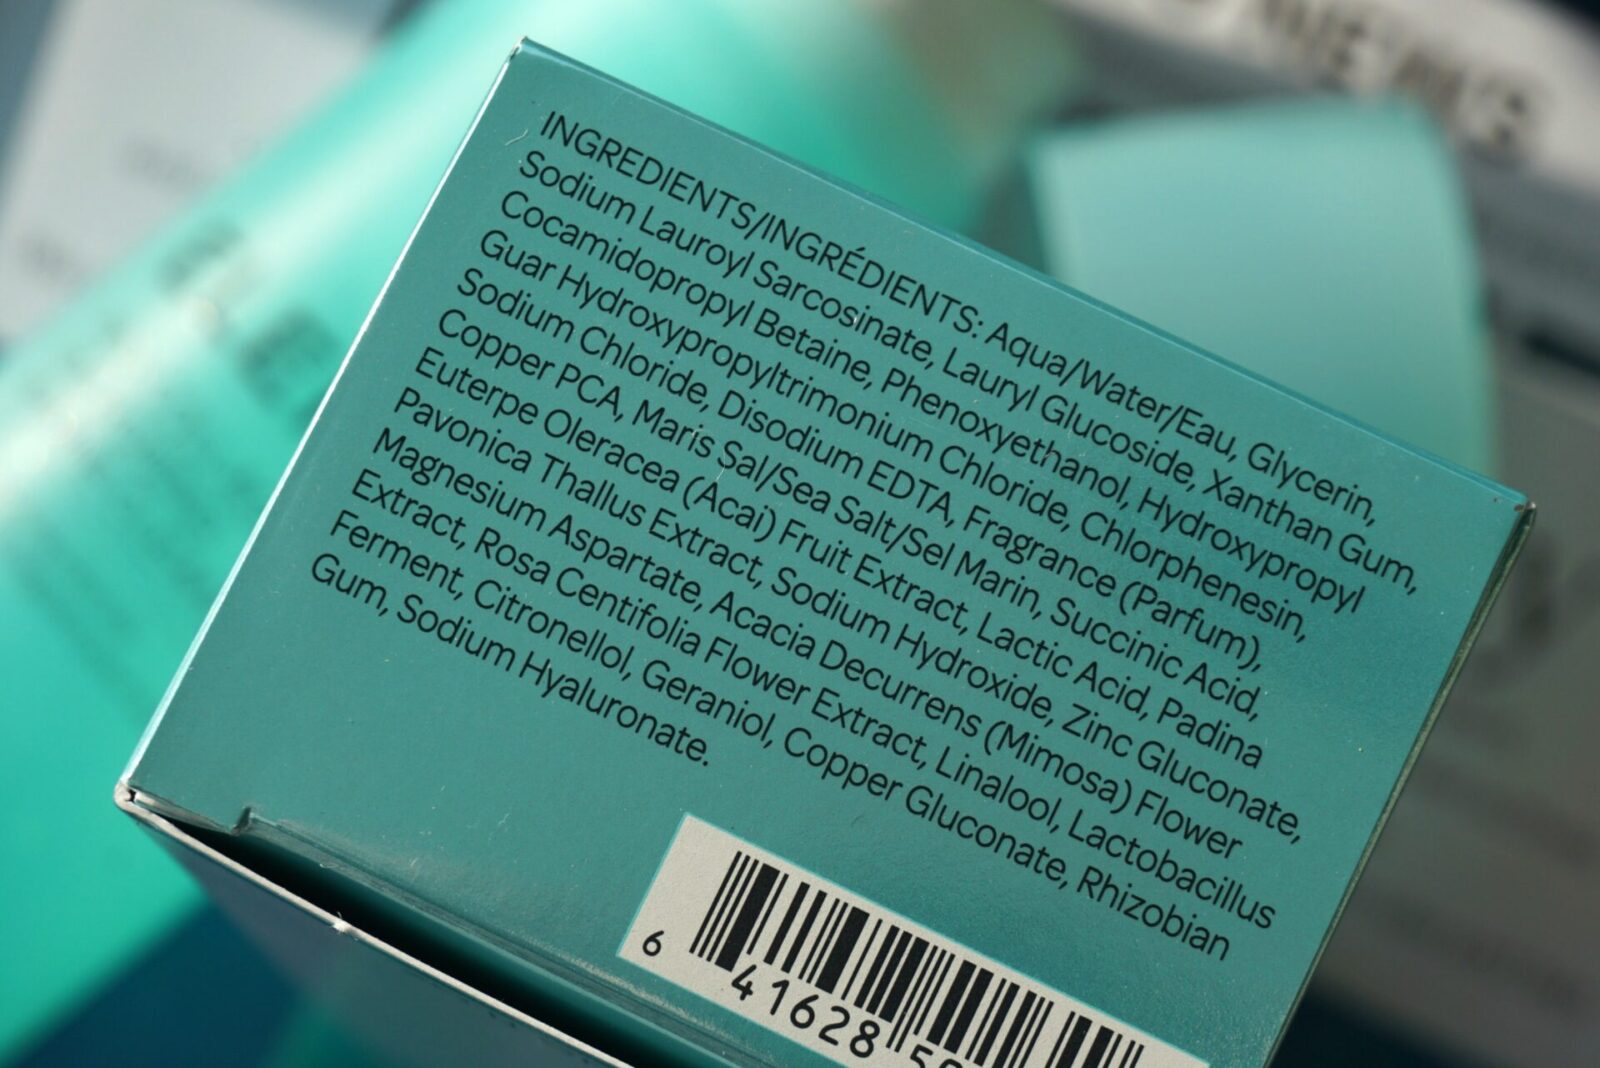 INGREDIENTS/INGRÉDIENTS: Aqua/Water/Eau, Glycerin,
Sodium Lauroyl Sarcosinate, Lauryl Glucoside, Xanthan Gum,
Cocamidopropyl Betaine, Phenoxyethanol, Hydroxypropyl
Guar Hydroxypropyltrimonium Chloride, Chlorphenesin,
Sodium Chloride, Disodium EDTA, Fragrance (Parfum),
Copper PCA, Maris Sal/Sea Salt/Sel Marin, Succinic Acid,
Euterpe Oleracea (Acai) Fruit Extract, Lactic Acid, Padina
Pavonica Thallus Extract, Sodium Hydroxide, Zinc Gluconate,
Magnesium Aspartate, Acacia Decurrens (Mimosa) Flower
Extract, Rosa Centifolia Flower Extract, Linalool, Lactobacillus
Ferment, Citronellol, Geraniol, Copper Gluconate, Rhizobian
Gum, Sodium Hyaluronate.
6 41628